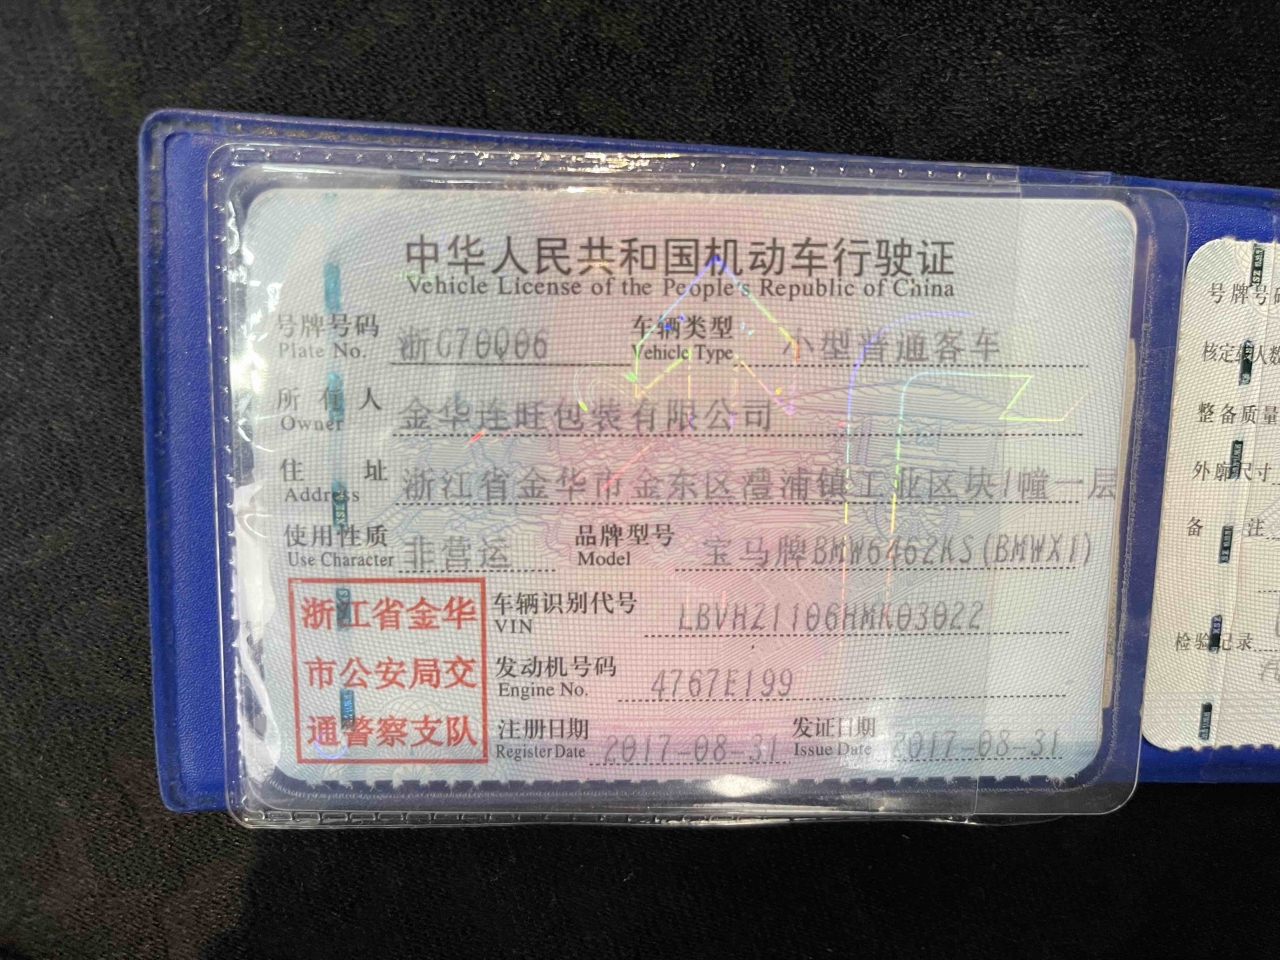 中华人民共和国机动车行驶证
Vehicle License of the People's Republic of China
号牌号码 浙G70Q06 车辆类型 小型普通客车
Plate No. Vehicle Type
所有人 金华连旺包装有限公司
Owner
住址 浙江省金华市金东区澧浦镇工业区块1幢一层
Address
使用性质 非营运 品牌型号 宝马牌BMW6462KS(BMWX1)
Use Character Model
浙江省金华
市公安局交
通警察支队
车辆识别代号 LBVHZ1106HMK03022
VIN
发动机号码 4767E199
Engine No.
注册日期 2017-08-31 发证日期 2017-08-31
Register Date Issue Date
号牌号码
核定 人数
整备质量
外廓尺寸
备注
检验记录